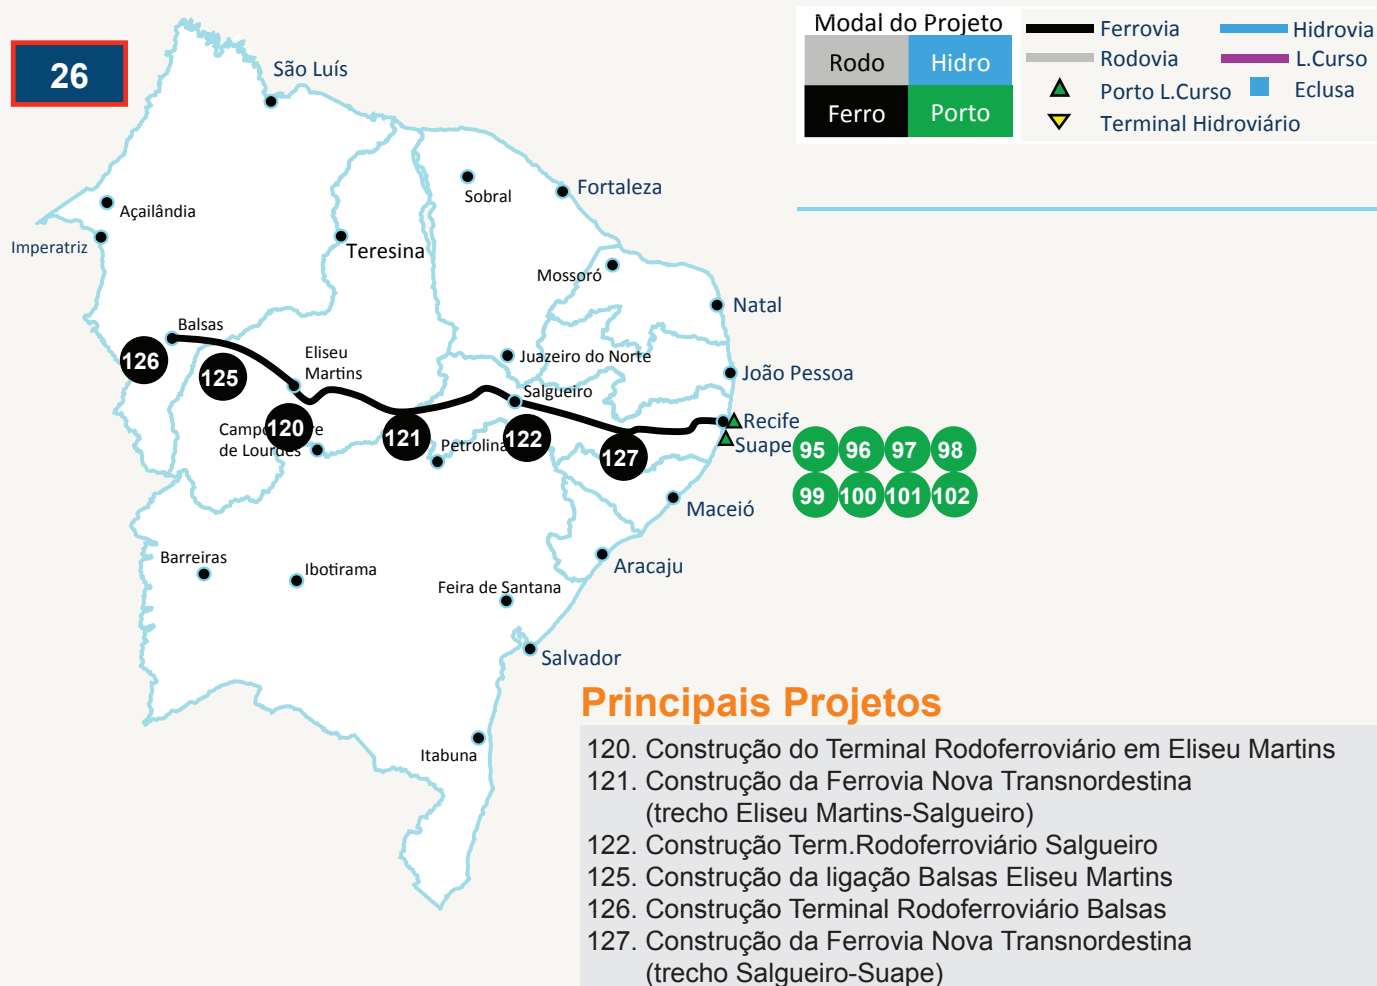 26
Modal do Projeto
Rodo
Hidro
Ferro
Porto
Ferrovia
Hidrovia
Rodovia
L.Curso
Porto L.Curso
Eclusa
Terminal Hidroviário
São Luís
Açailândia
Imperatriz
Teresina
Sobral
Fortaleza
Mossoró
Natal
Balsas
Eliseu
Martins
Juazeiro do Norte
João Pessoa
Salgueiro
Recife
Suape
126
125
120
121
122
127
de Lourdes
Petrolina
95 96 97 98
99 100 101 102
Maceió
Aracaju
Barreiras
Ibotirama
Feira de Santana
Salvador
Itabuna
Principais Projetos
120. Construção do Terminal Rodoferroviário em Eliseu Martins
121. Construção da Ferrovia Nova Transnordestina
(trecho Eliseu Martins-Salgueiro)
122. Construção Term.Rodoferroviário Salgueiro
125. Construção da ligação Balsas Eliseu Martins
126. Construção Terminal Rodoferroviário Balsas
127. Construção da Ferrovia Nova Transnordestina
(trecho Salgueiro-Suape)